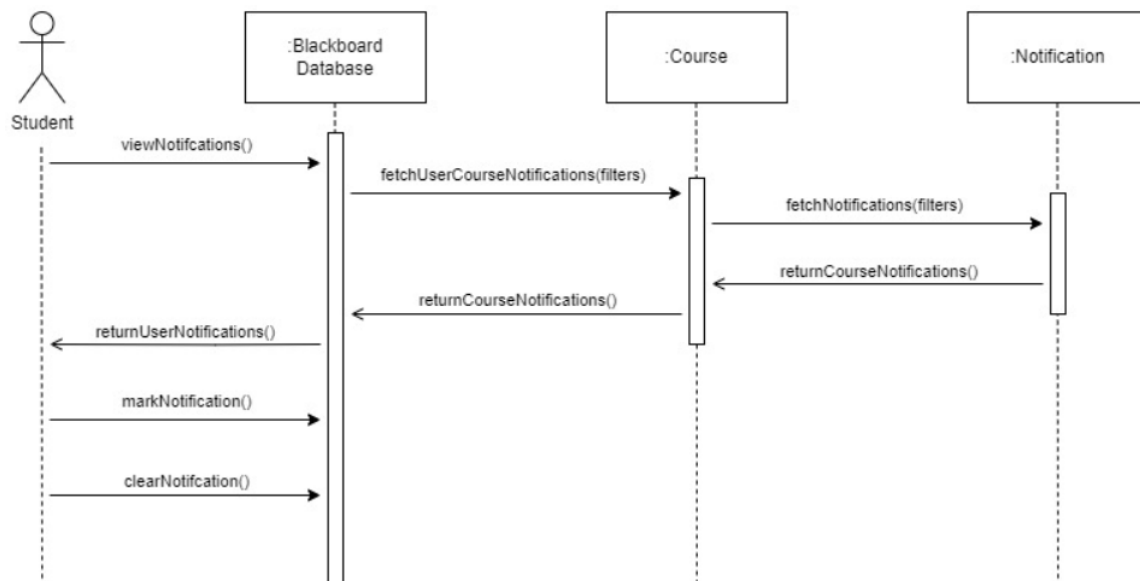 :Blackboard
Database
:Course
:Notification
Student
viewNotifcations()
fetchUserCourseNotifications(filters)
fetchNotifications(filters)
returnCourseNotifications()
returnCourseNotifications()
returnUserNotifications()
markNotification()
clearNotifcation()